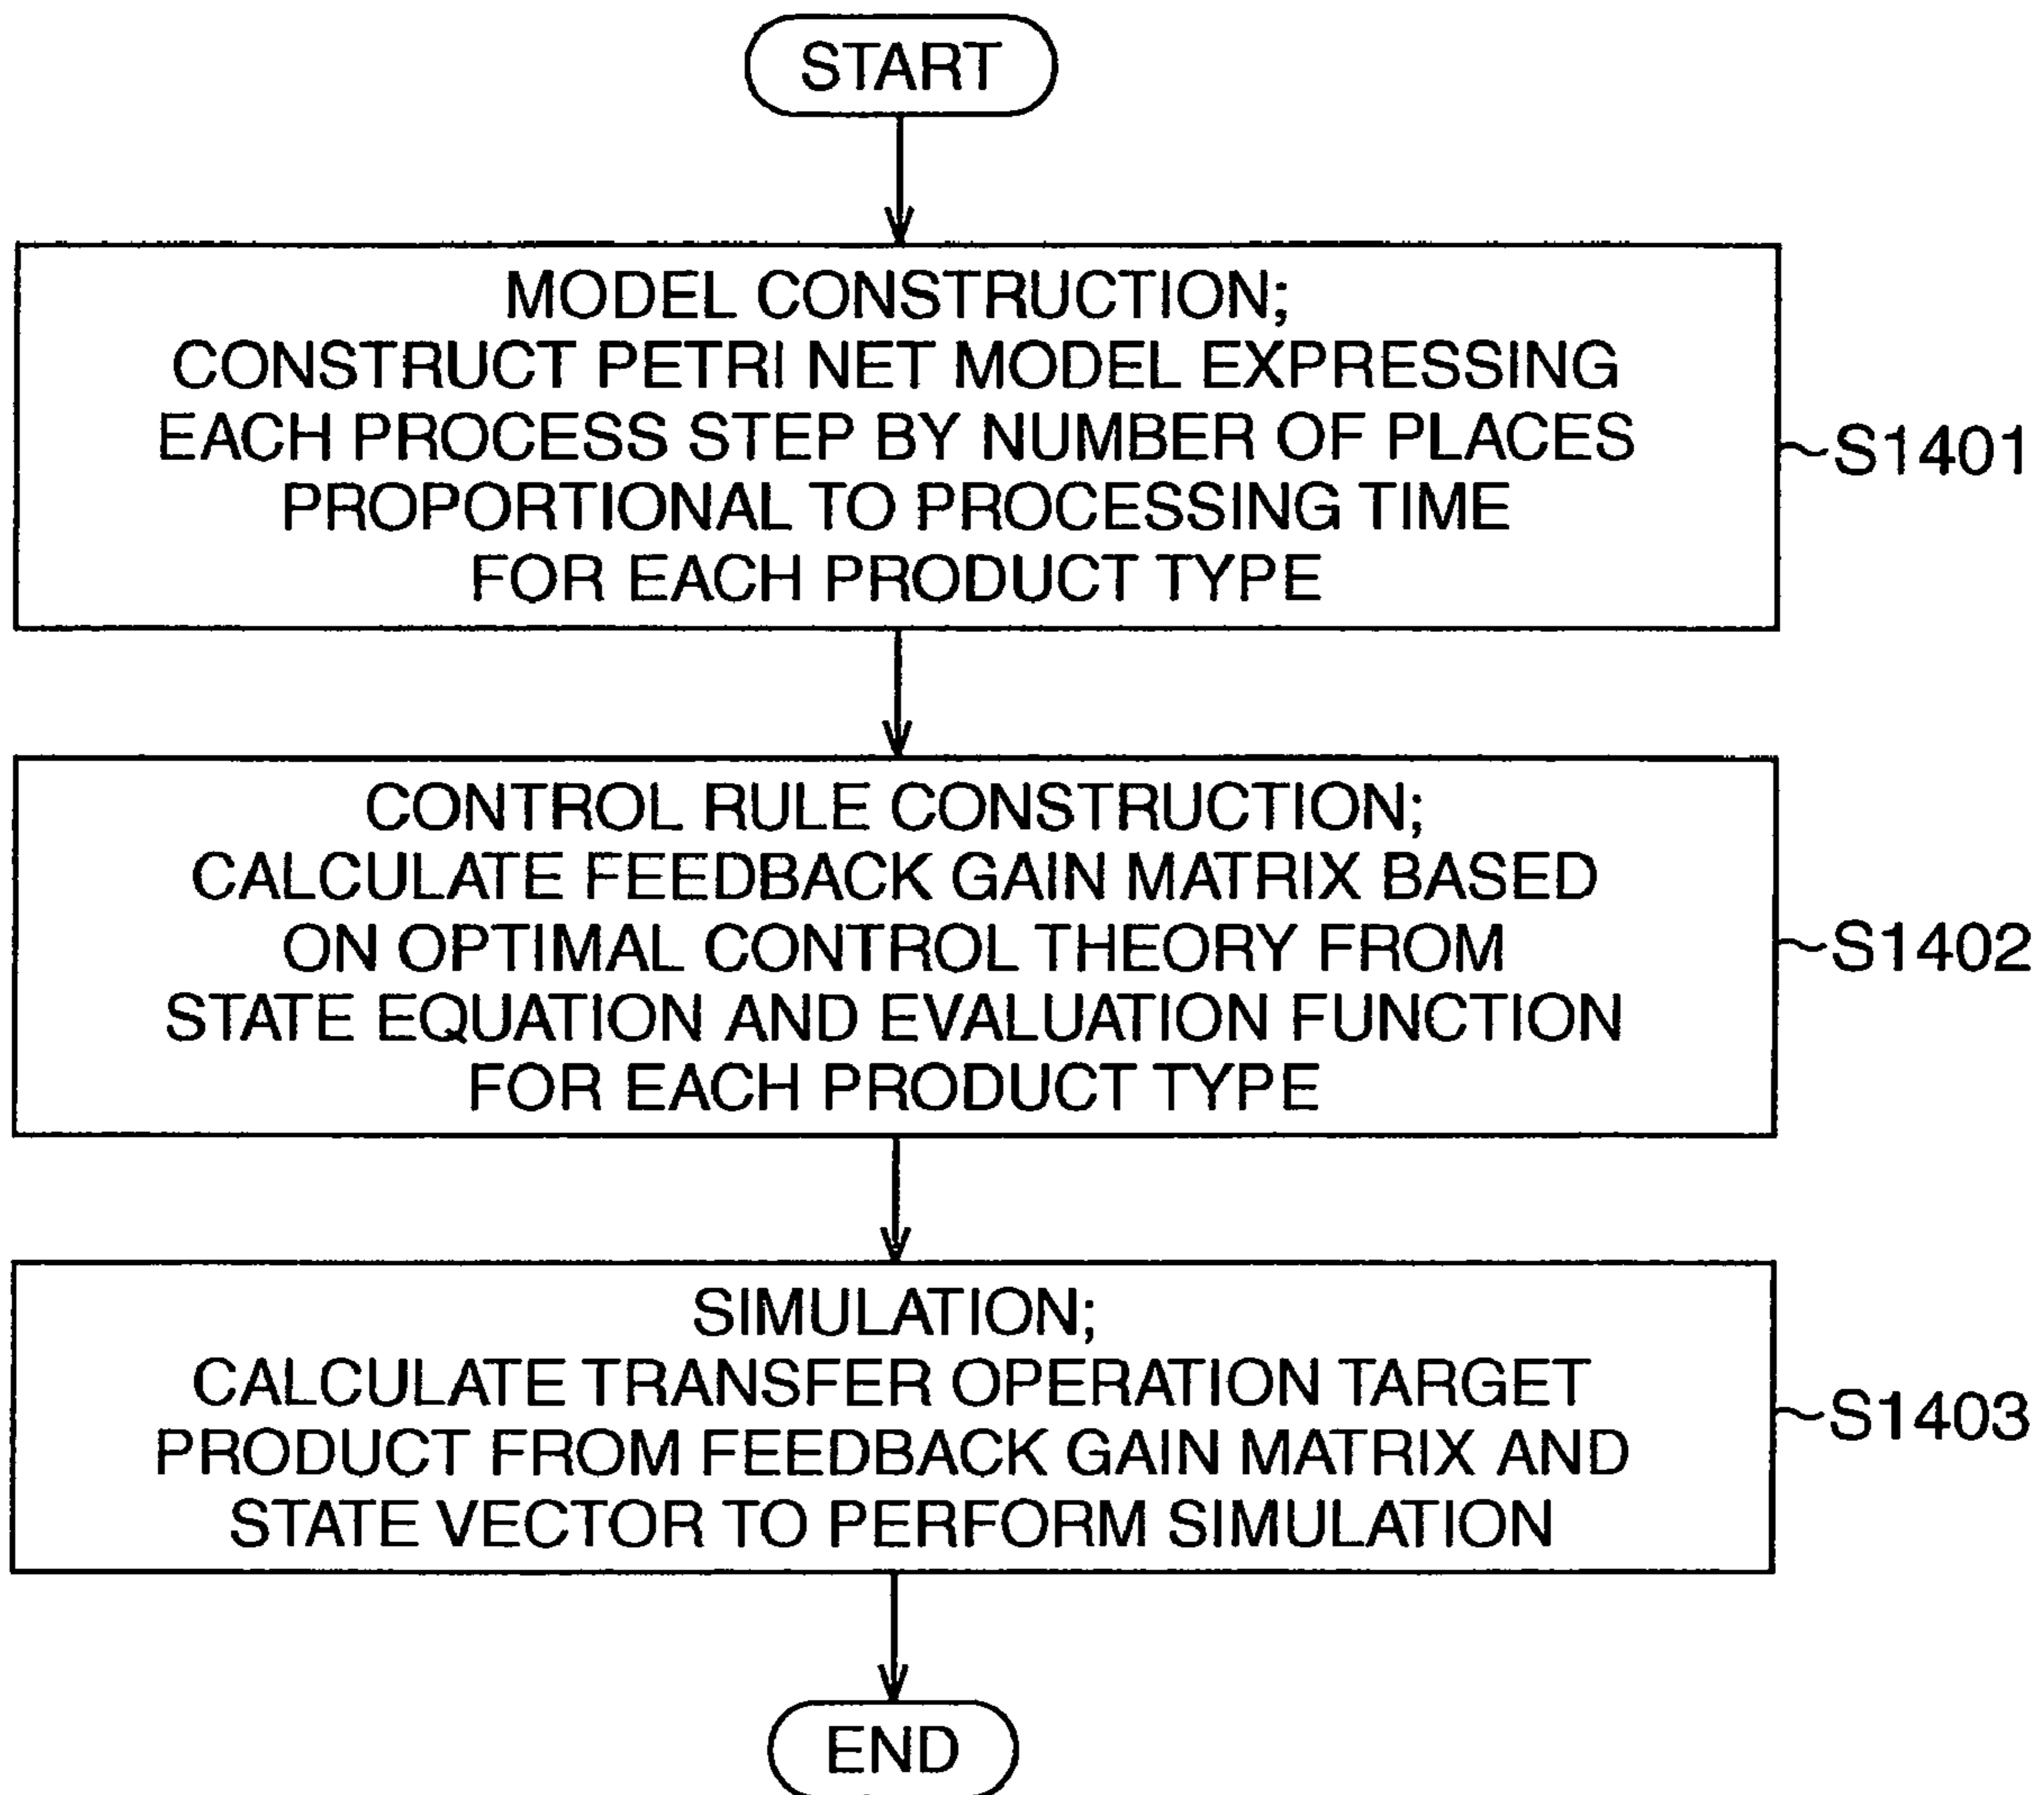 START
MODEL CONSTRUCTION;
CONSTRUCT PETRI NET MODEL EXPRESSING
EACH PROCESS STEP BY NUMBER OF PLACES
PROPORTIONAL TO PROCESSING TIME
FOR EACH PRODUCT TYPE
S1401
CONTROL RULE CONSTRUCTION;
CALCULATE FEEDBACK GAIN MATRIX BASED
ON OPTIMAL CONTROL THEORY FROM
STATE EQUATION AND EVALUATION FUNCTION
FOR EACH PRODUCT TYPE
S1402
SIMULATION;
CALCULATE TRANSFER OPERATION TARGET
PRODUCT FROM FEEDBACK GAIN MATRIX AND
STATE VECTOR TO PERFORM SIMULATION
S1403
END